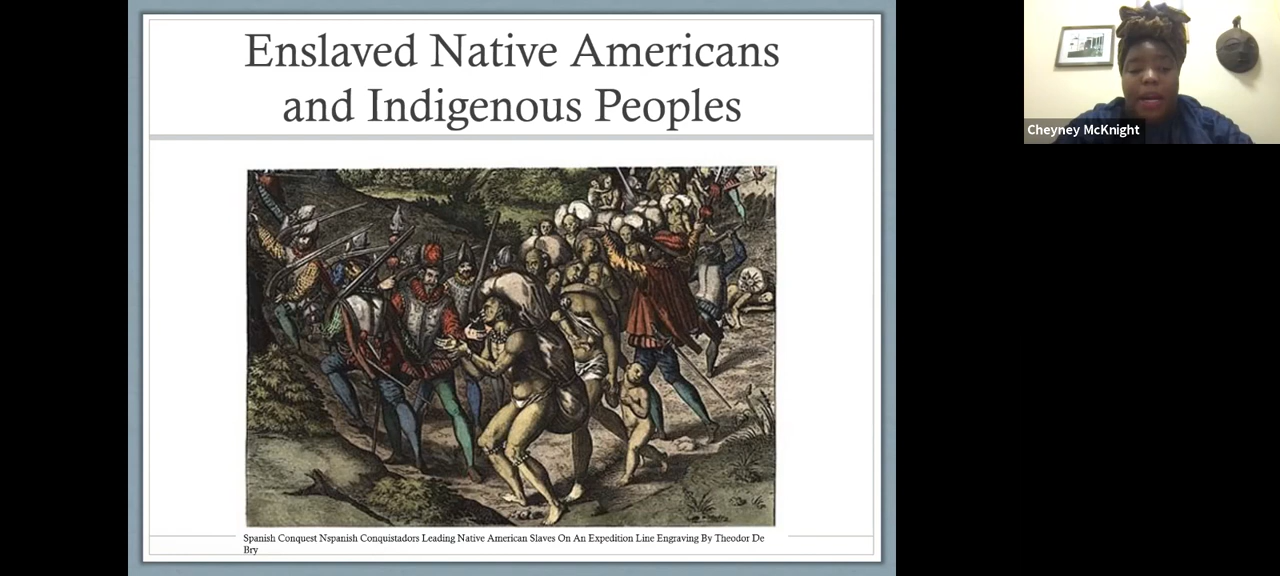 Enslaved Native Americans
and Indigenous Peoples
Cheyney McKnight
Spanish Conquest Nspanish Conquistadors Leading Native American Slaves On An Expedition Line Engraving By Theodor De
Bry